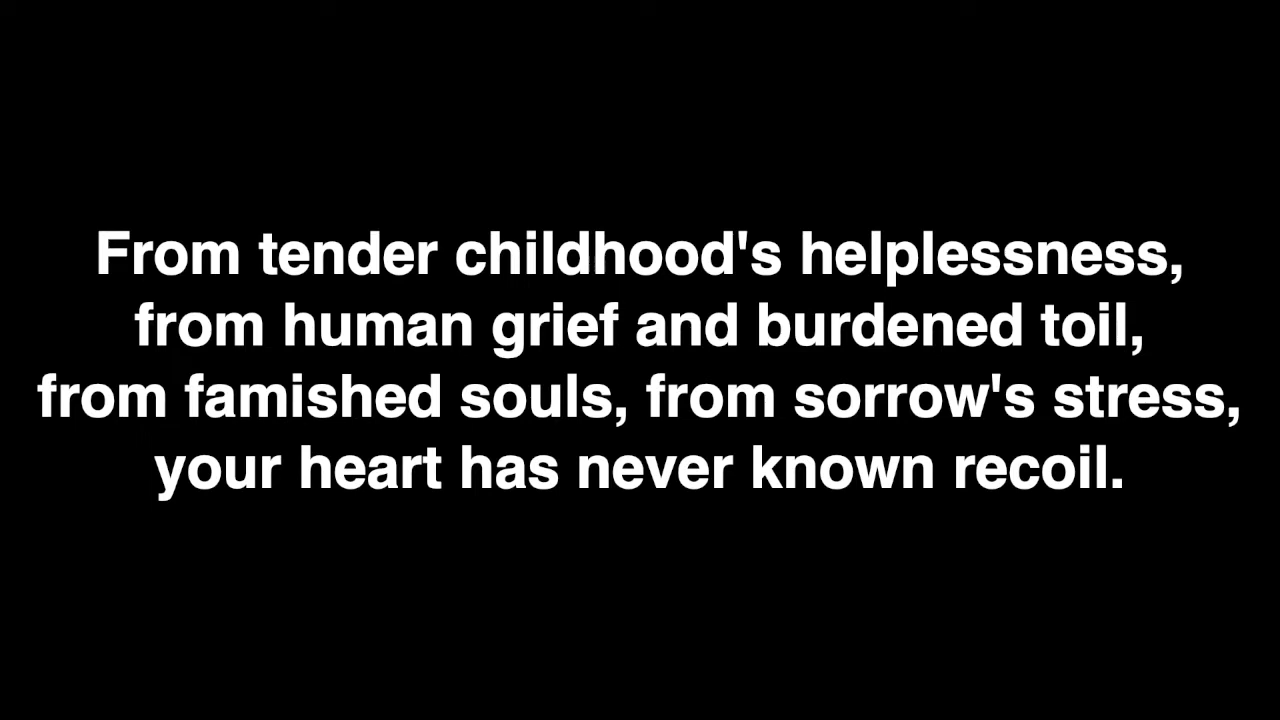 From tender childhood's helplessness,
from human grief and burdened toil,
from famished souls, from sorrow's stress,
your heart has never known recoil.